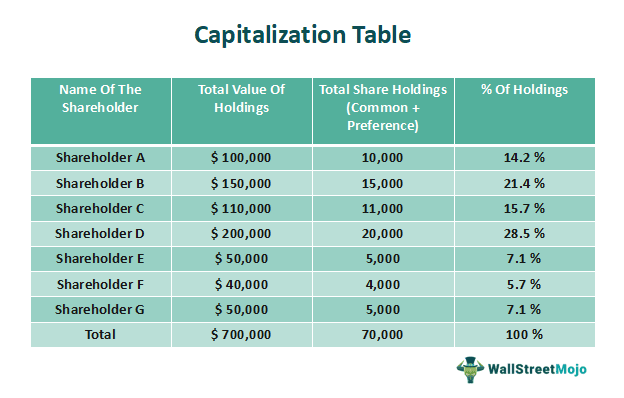 Capitalization Table
Name Of The Shareholder | Total Value Of Holdings | Total Share Holdings (Common + Preference) | % Of Holdings
Shareholder A | $ 100,000 | 10,000 | 14.2 %
Shareholder B | $ 150,000 | 15,000 | 21.4 %
Shareholder C | $ 110,000 | 11,000 | 15.7 %
Shareholder D | $ 200,000 | 20,000 | 28.5 %
Shareholder E | $ 50,000 | 5,000 | 7.1 %
Shareholder F | $ 40,000 | 4,000 | 5.7 %
Shareholder G | $ 50,000 | 5,000 | 7.1 %
Total | $ 700,000 | 70,000 | 100 %
WallStreetMojo